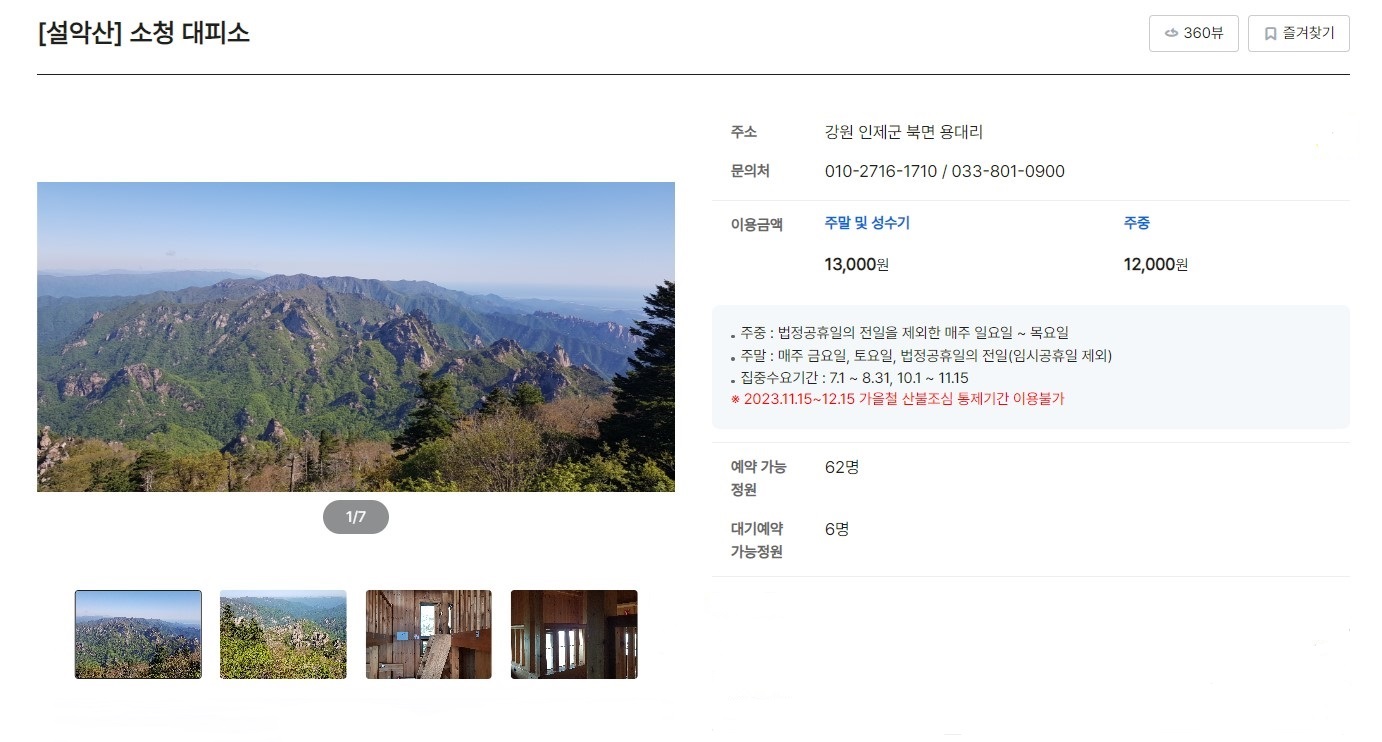 [설악산] 소청 대피소
360뷰
즐겨찾기
주소
강원 인제군 북면 용대리
문의처
010-2716-1710 / 033-801-0900
이용금액
주말 및 성수기
주중
13,000원
12,000원
주중 : 법정공휴일의 전일을 제외한 매주 일요일 ~ 목요일
주말 : 매주 금요일, 토요일, 법정공휴일의 전일(임시공휴일 제외)
집중수요기간 : 7.1 ~ 8.31, 10.1 ~ 11.15
※ 2023.11.15~12.15 가을철 산불조심 통제기간 이용불가
예약 가능
정원
62명
대기예약
가능정원
6명
1/7